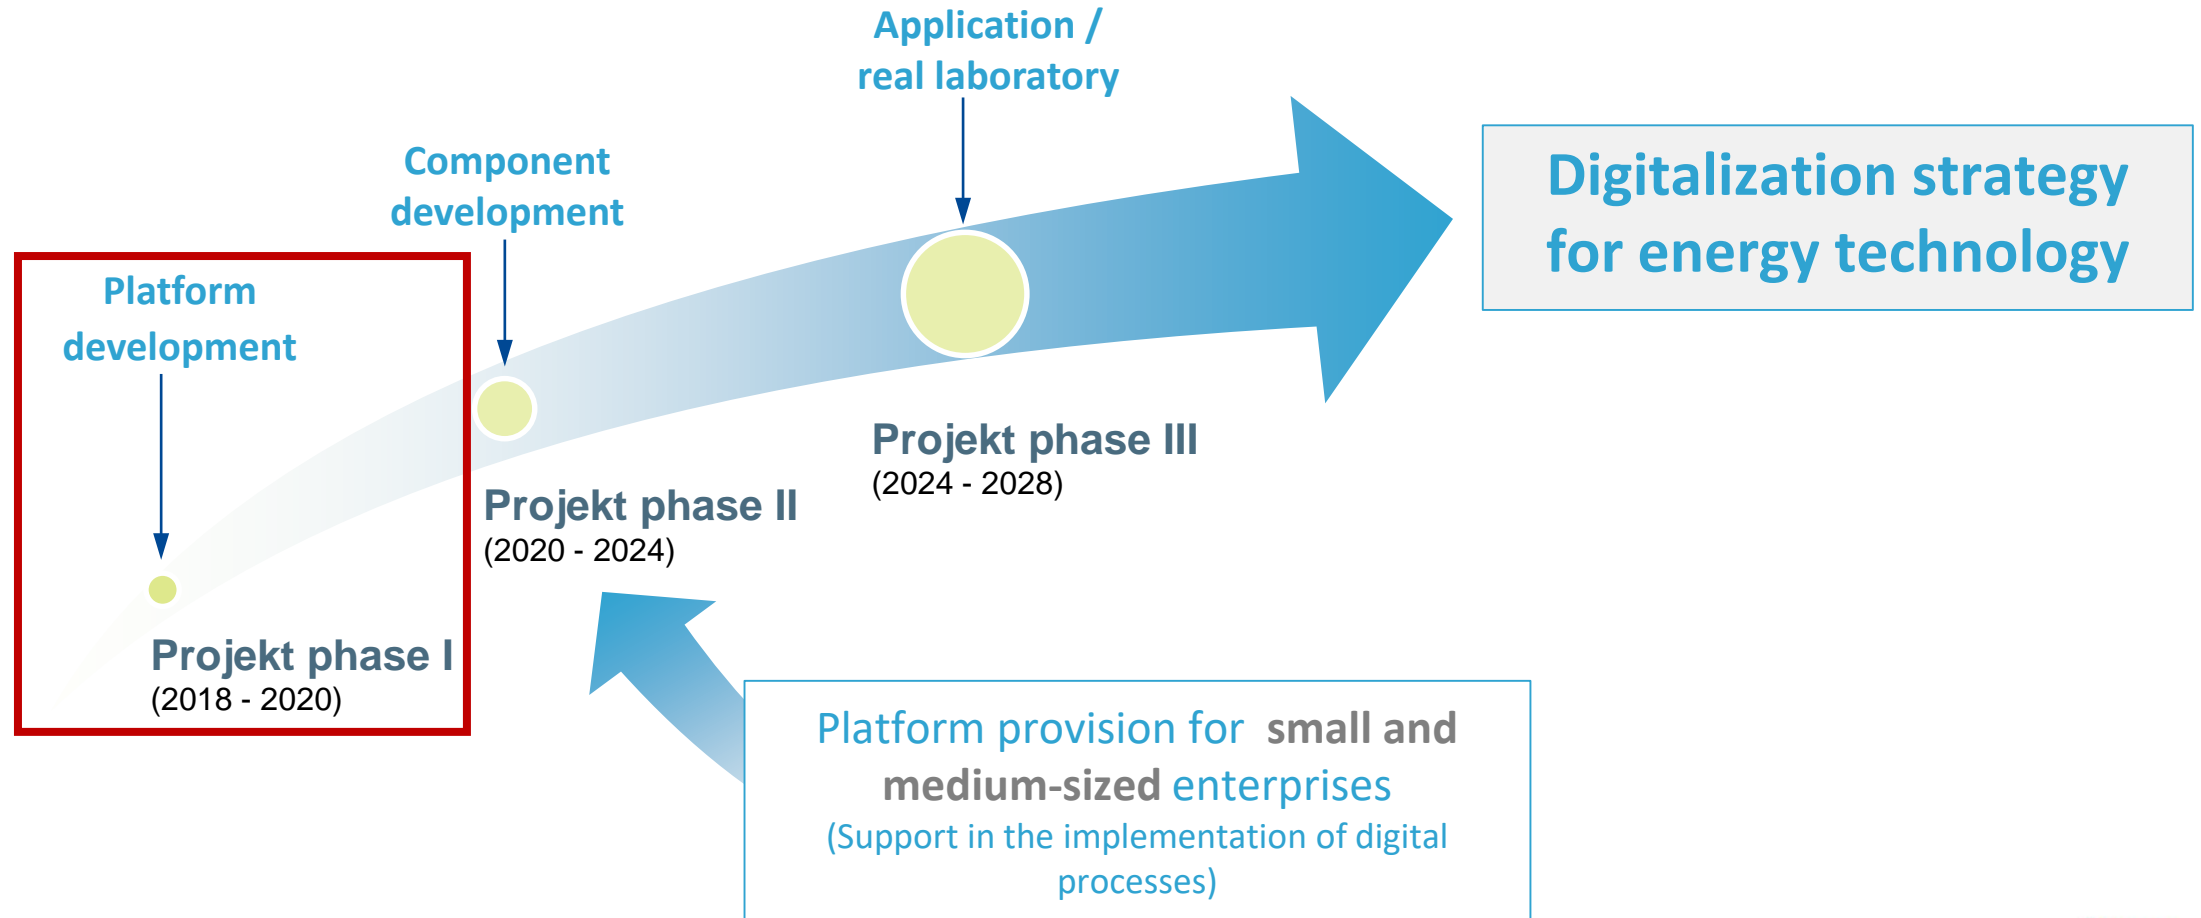 Application /
real laboratory
Component
development
Platform
development
Digitalization strategy
for energy technology
Projekt phase III
(2024 - 2028)
Projekt phase II
(2020 - 2024)
Projekt phase I
(2018 - 2020)
Platform provision for small and
medium-sized enterprises
(Support in the implementation of digital
processes)